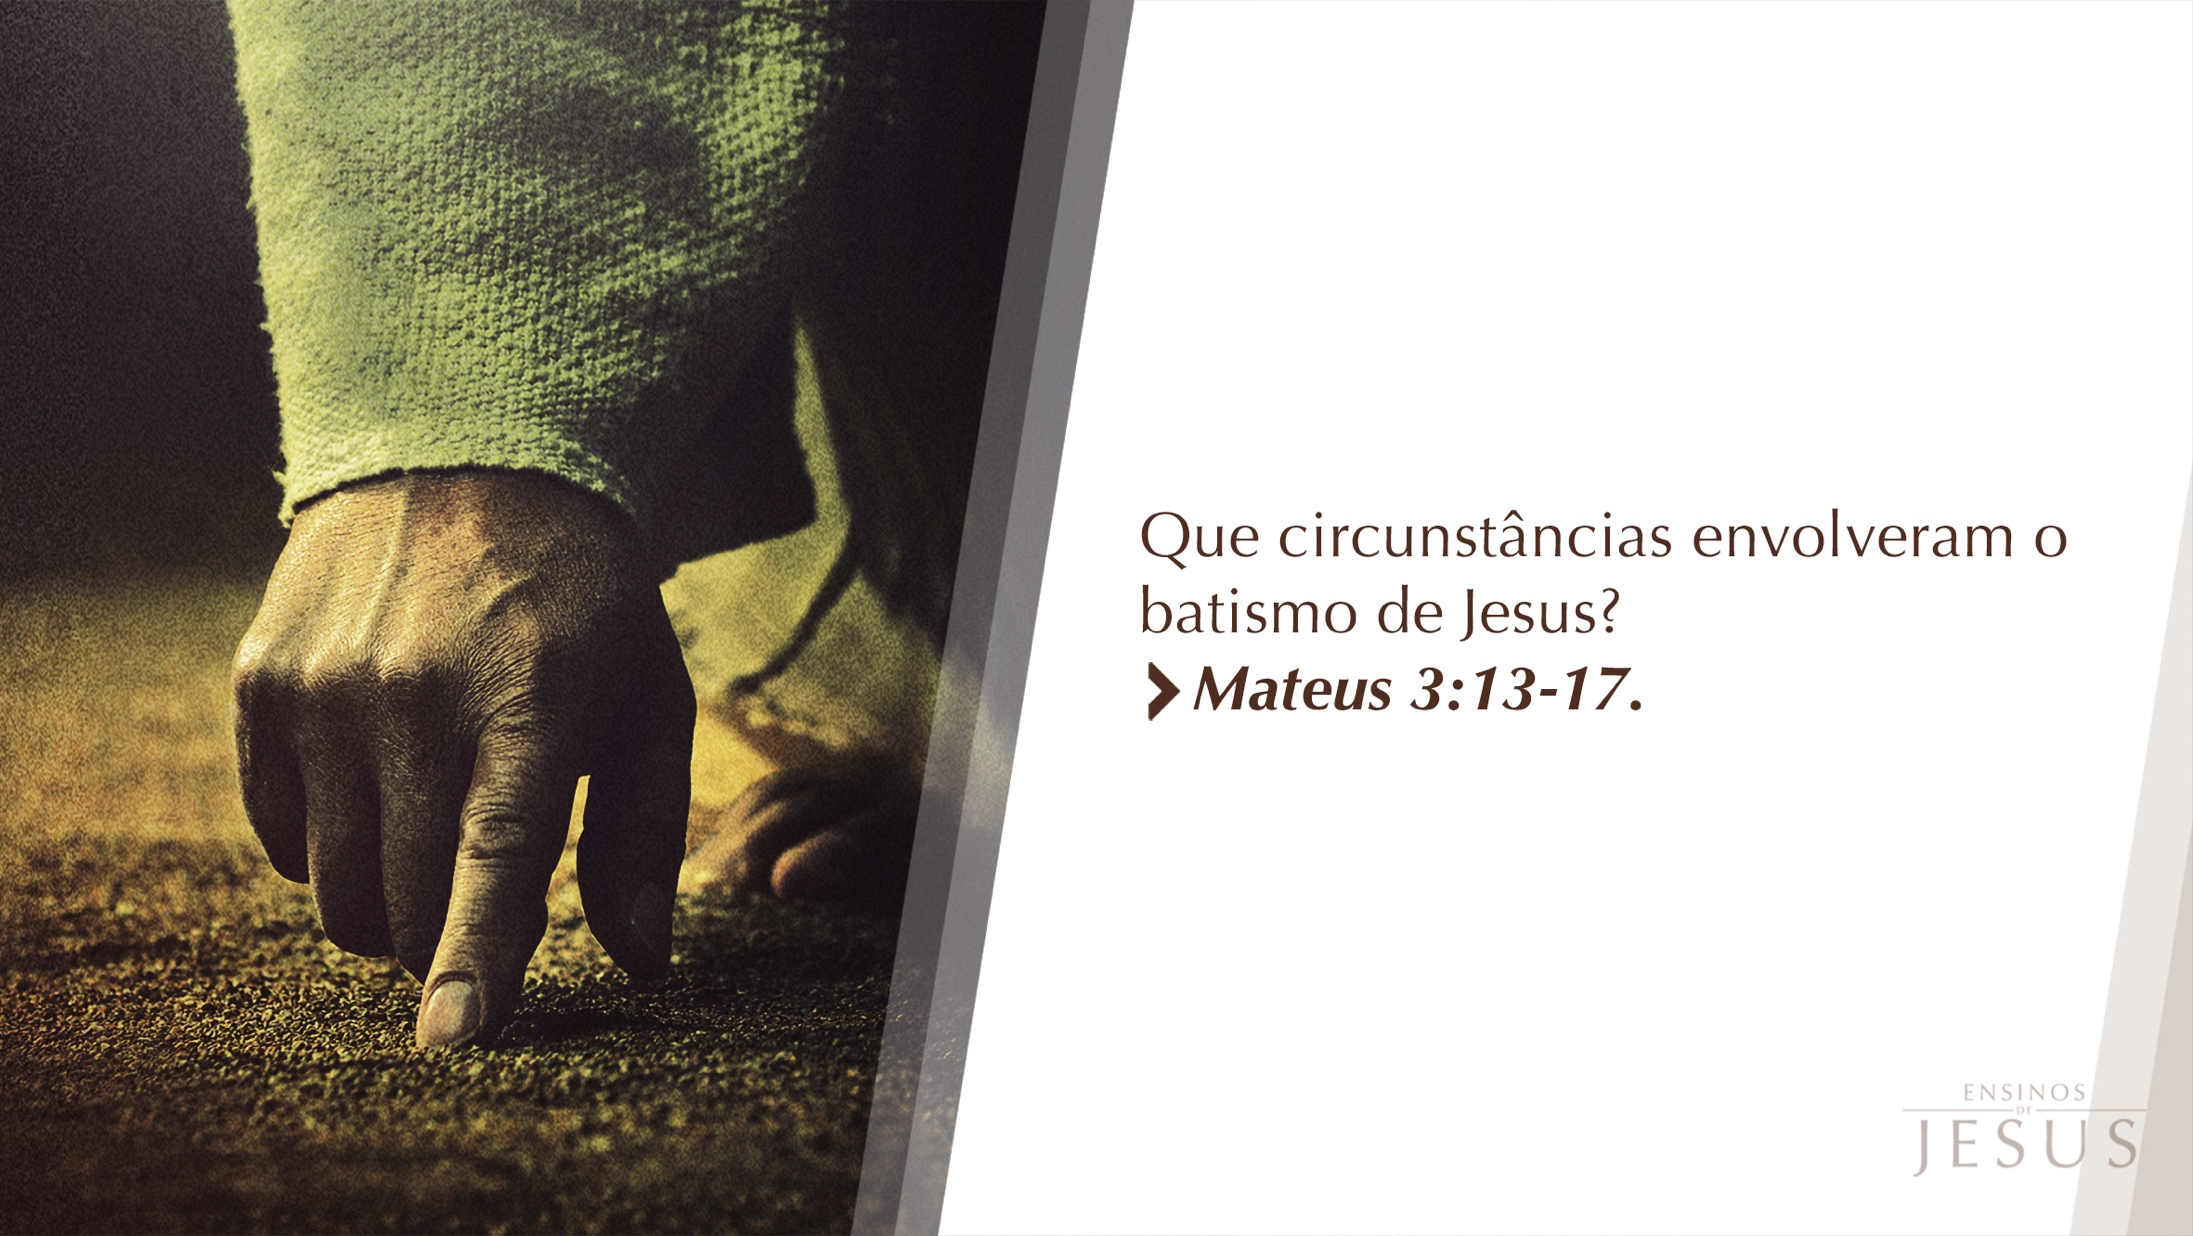 Que circunstâncias envolveram o
batismo de Jesus?
Mateus 3:13-17.
ENSINOS
DE
JESUS